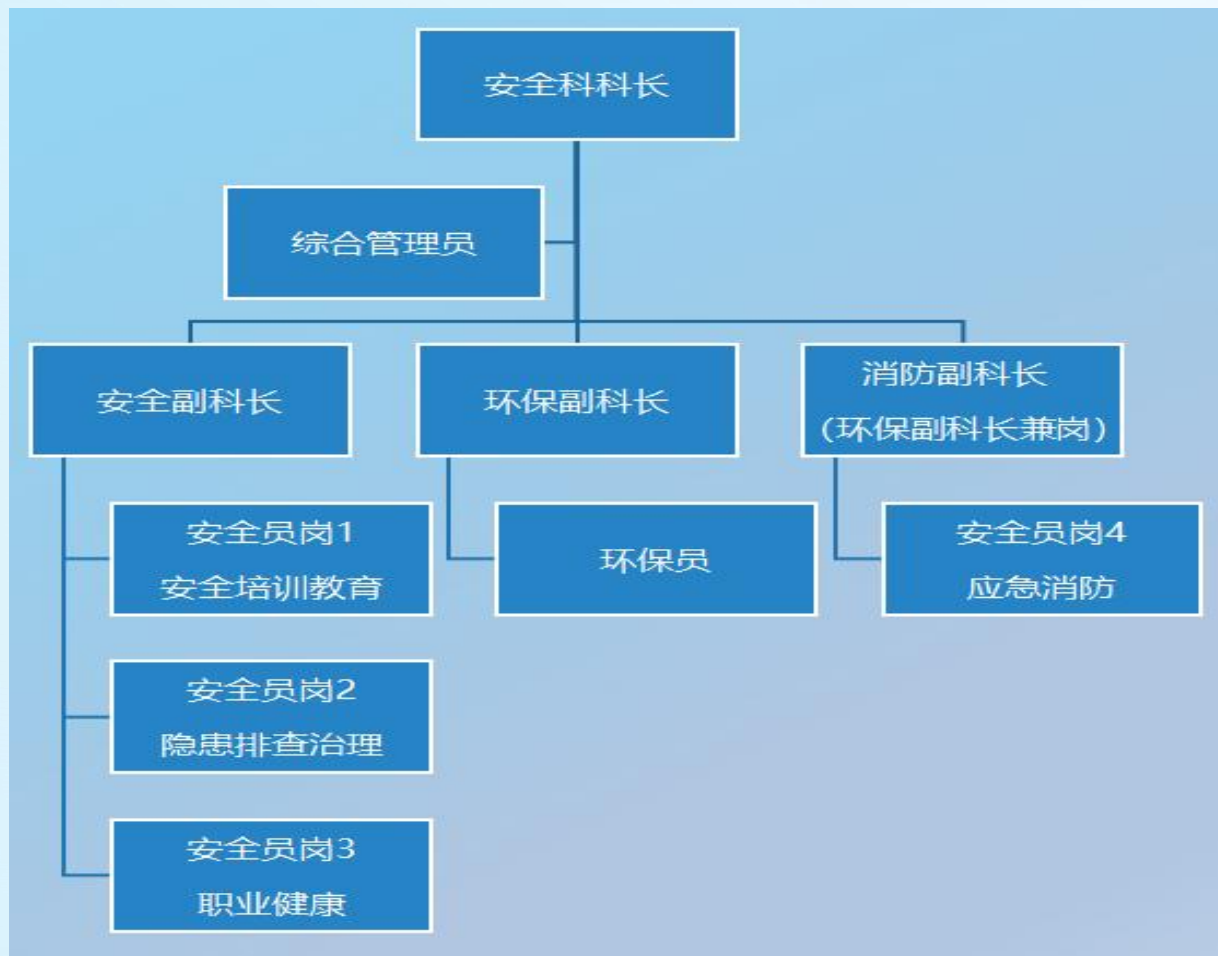 安全科科长
综合管理员
安全副科长
环保副科长
消防副科长
(环保副科长兼岗)
安全员岗1
安全培训教育
环保员
安全员岗4
应急消防
安全员岗2
隐患排查治理
安全员岗3
职业健康